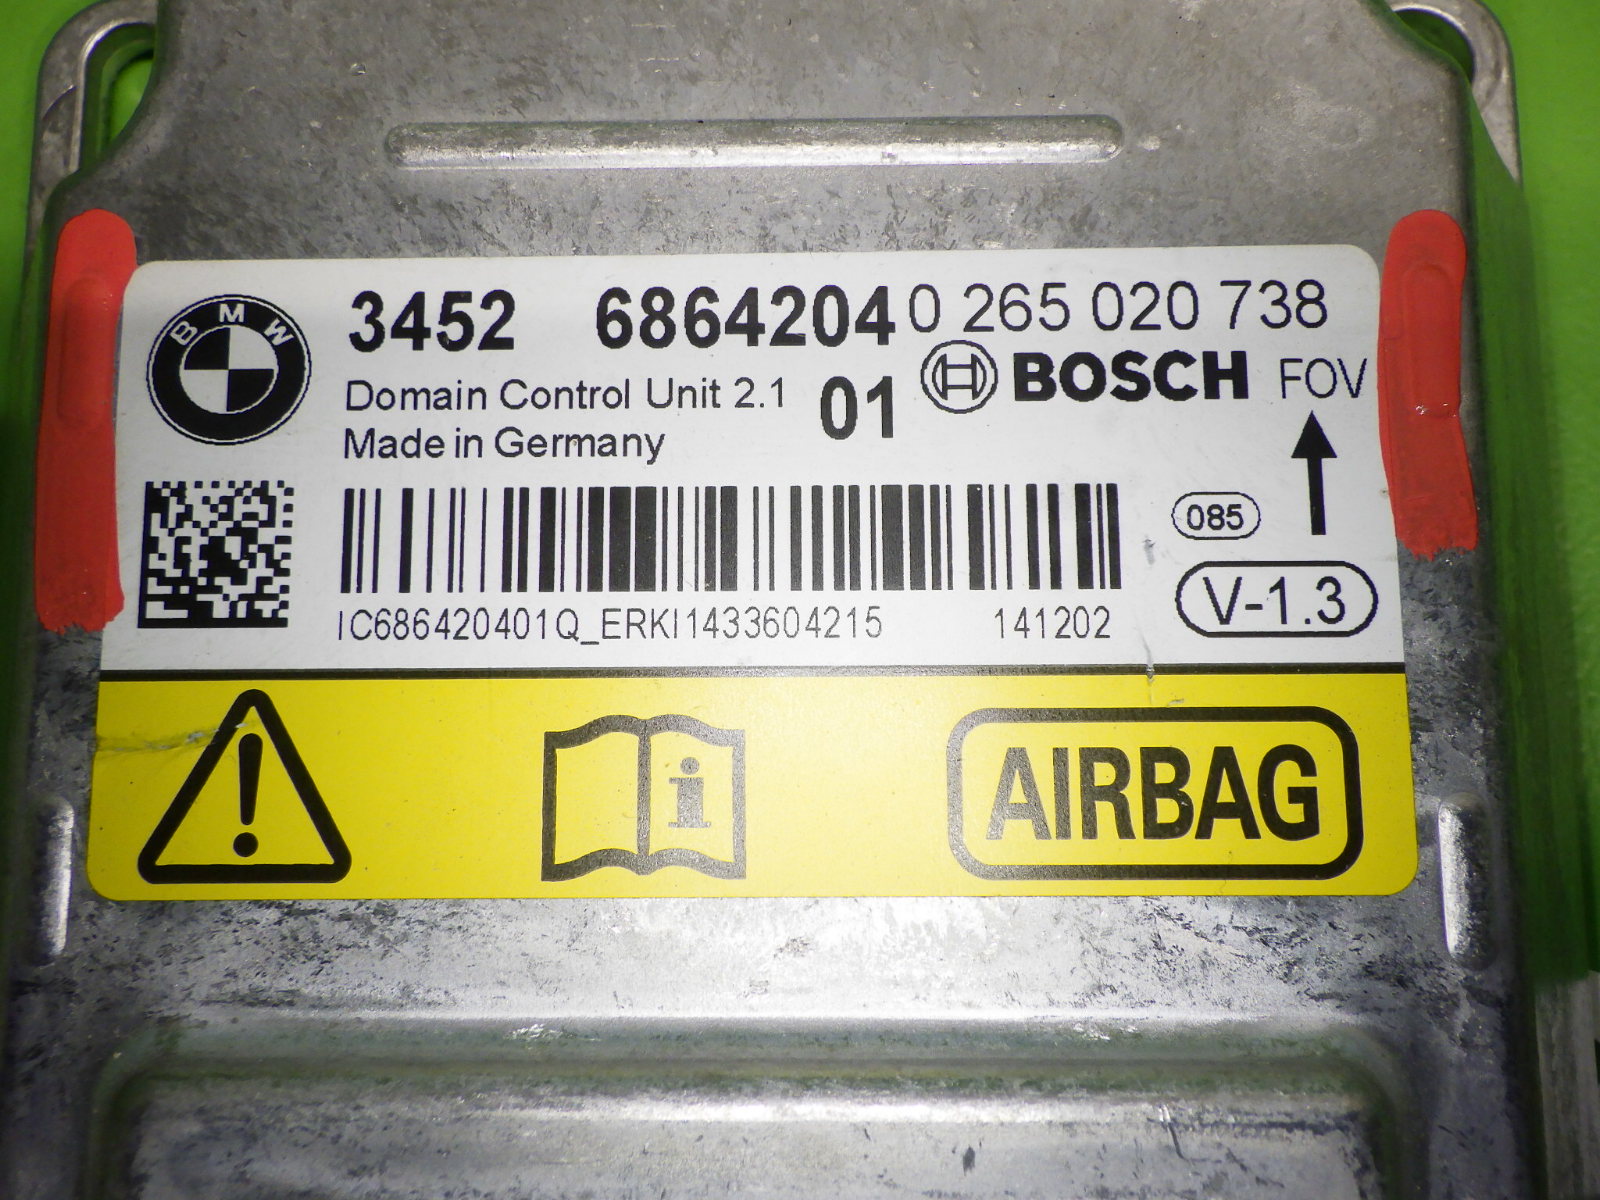 BMW
3452 6864204 0 265 020 738
Domain Control Unit 2.1 01 BOSCH FOV
Made in Germany
085
V-1.3
IC686420401Q_ERKI1433604215 141202
i
AIRBAG